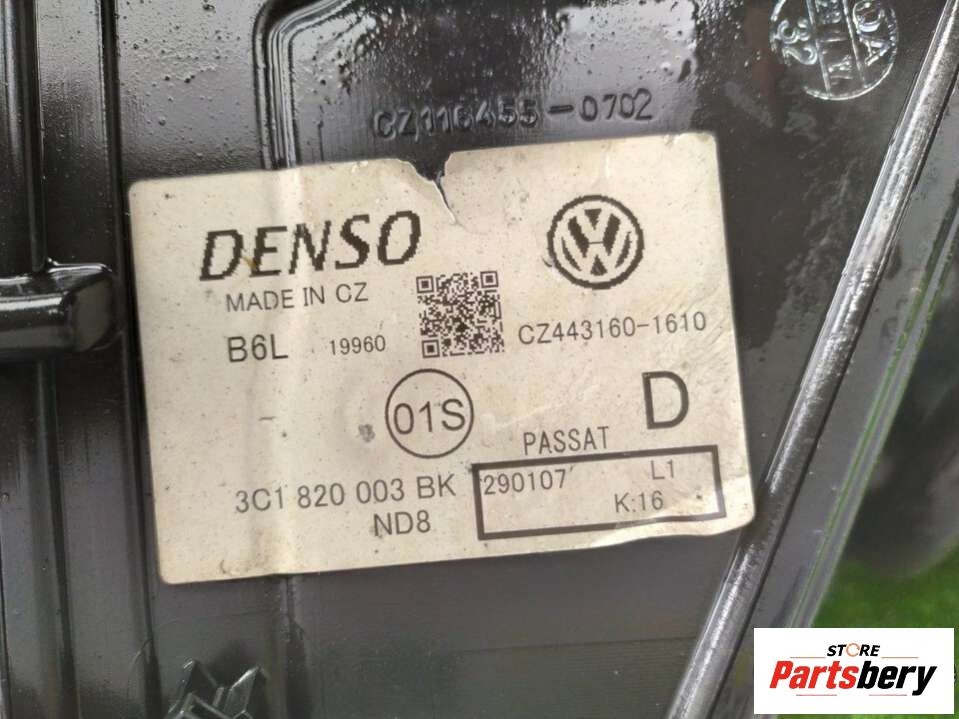 CZ116455-0702
32
DENSO
MADE IN CZ
B6L 19960
CZ443160-1610
01S
D
PASSAT
3C1 820 003 BK
ND8
290107 L1
K:16
STORE
Partsbery